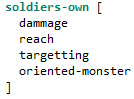 soldiers-own [
dammage
reach
targetting
oriented-monster
]